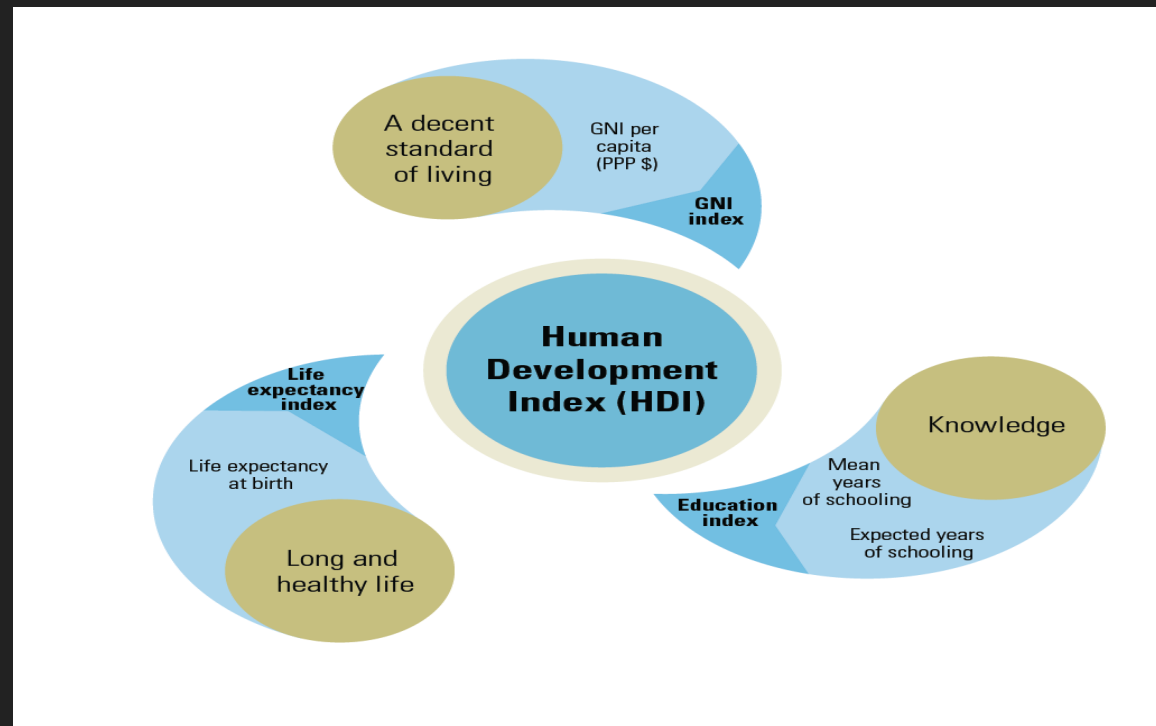 A decent
standard
of living
GNI per
capita
(PPP $)
GNI
index
Human
Development
Index (HDI)
Life
expectancy
index
Life expectancy
at birth
Long and
healthy life
Knowledge
Mean
years
of schooling
Expected years
of schooling
Education
index